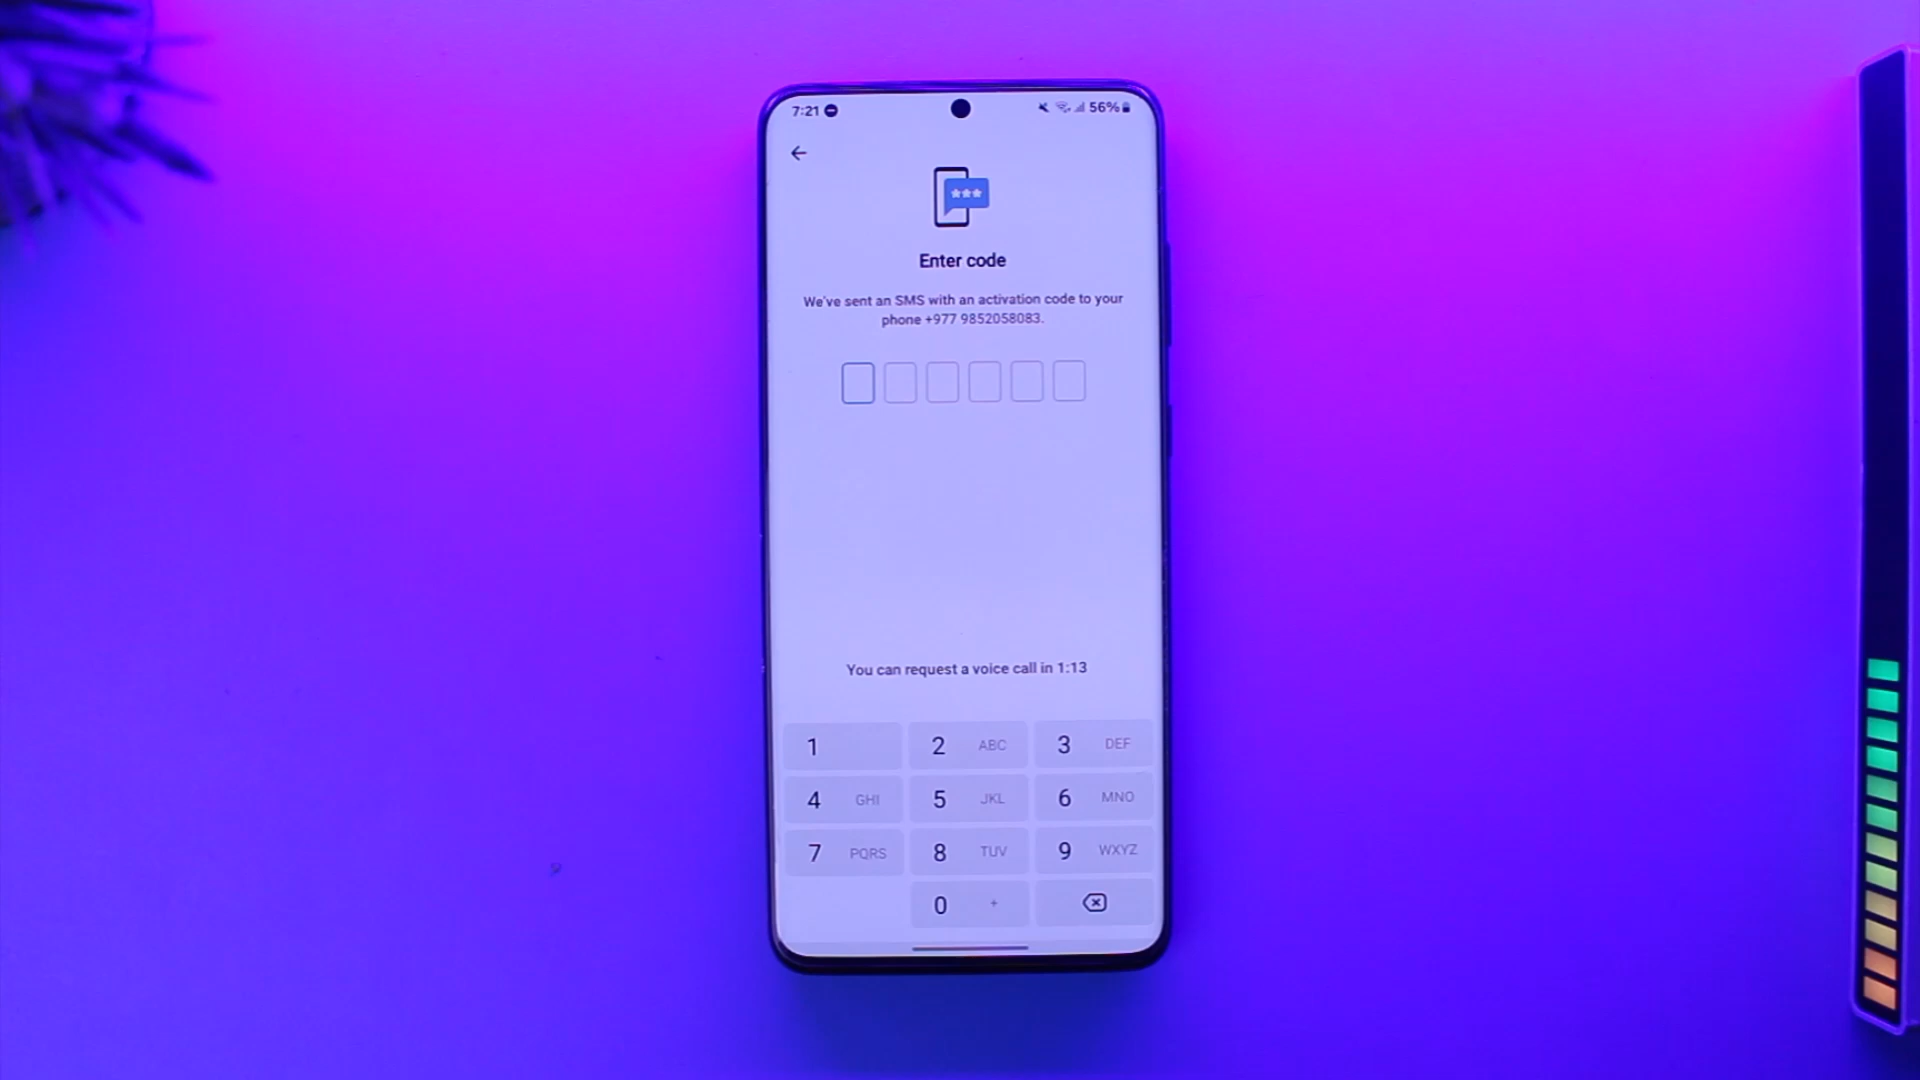 7:21
56%
Enter code
We've sent an SMS with an activation code to your
phone +977 9852058083.
You can request a voice call in 1:13
1
2 ABC
3 DEF
4 GHI
5 JKL
6 MNO
7 PQRS
8 TUV
9 WXYZ
0 +